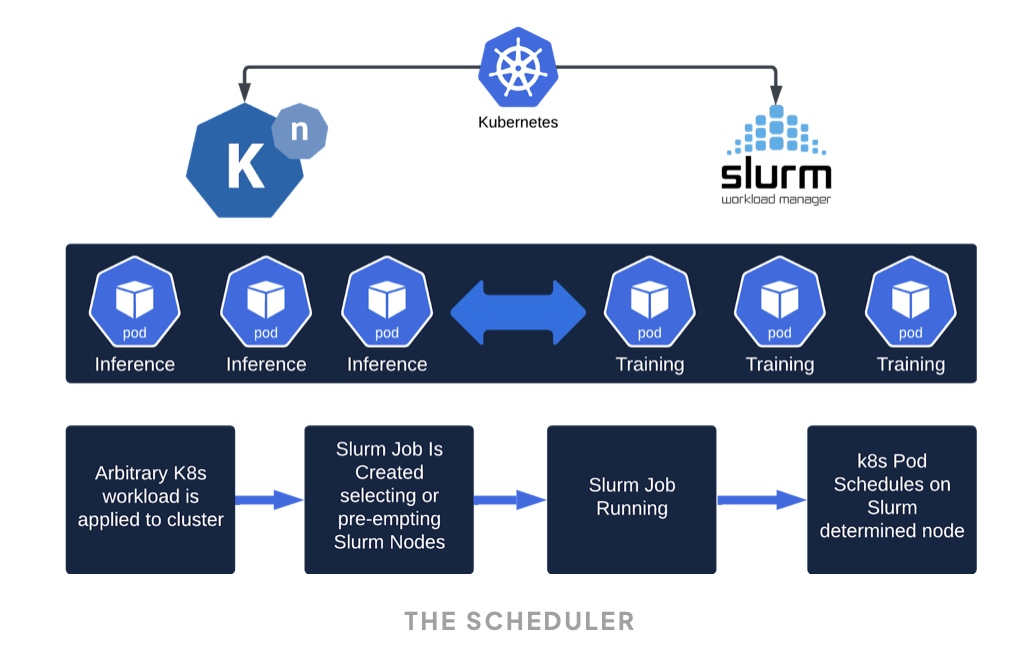 Kubernetes
K
n
slurm
workload manager
pod
pod
pod
pod
pod
pod
Inference
Inference
Inference
Training
Training
Training
Arbitrary K8s
workload is
applied to cluster
Slurm Job Is
Created
selecting or
pre-empting
Slurm Nodes
Slurm Job
Running
k8s Pod
Schedules on
Slurm
determined node
THE SCHEDULER